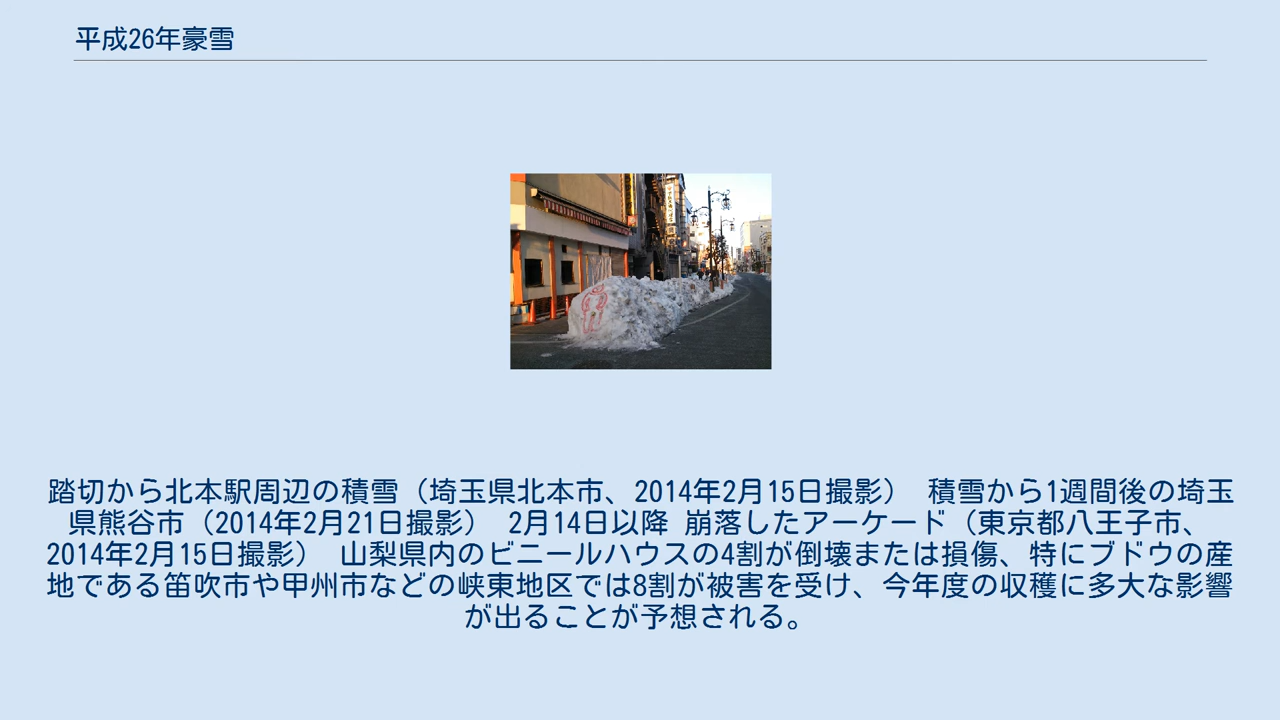 平成26年豪雪
踏切から北本駅周辺の積雪（埼玉県北本市、2014年2月15日撮影） 積雪から1週間後の埼玉
県熊谷市（2014年2月21日撮影） 2月14日以降 崩落したアーケード（東京都八王子市、
2014年2月15日撮影） 山梨県内のビニールハウスの4割が倒壊または損傷、特にブドウの産
地である笛吹市や甲州市などの峡東地区では8割が被害を受け、今年度の収穫に多大な影響
が出ることが予想される。